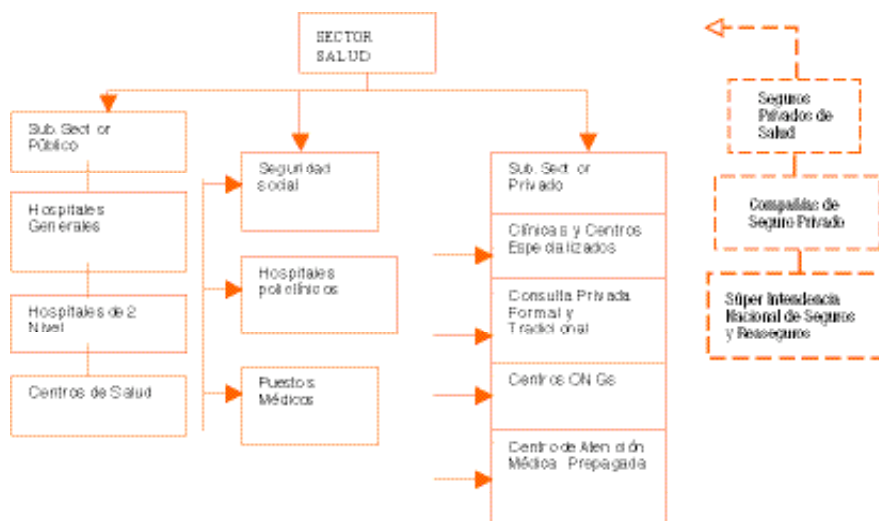 SECTOR
SALUD
Sub. Sector
Público
Hospitales
Generales
Hospitales de 2
Nivel
Centros de Salud
Seguridad
social
Hospitales
policlínicos
Puestos
Médicos
Sub. Sector
Privado
Clínicas y Centros
Especializados
Consulta Privada
Formal y
Tradicional
Centros ONGs
Centro de Atención
Médica Prepagada
Seguros
Privados de
Salud
Compañías de
Seguro Privado
Súper Intendencia
Nacional de Seguros
y Reaseguros